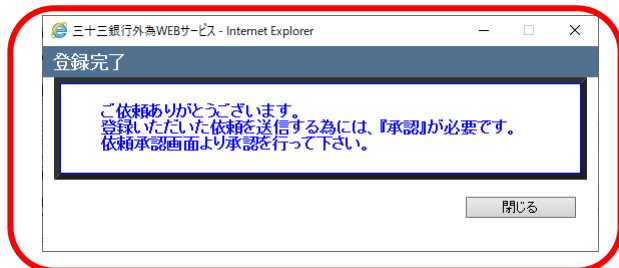 三十三銀行外為WEBサービス - Internet Explorer
登録完了
ご依頼ありがとうございます。
登録いただいた依頼を送信する為には、『承認』が必要です。
依頼承認画面より承認を行って下さい。
閉じる